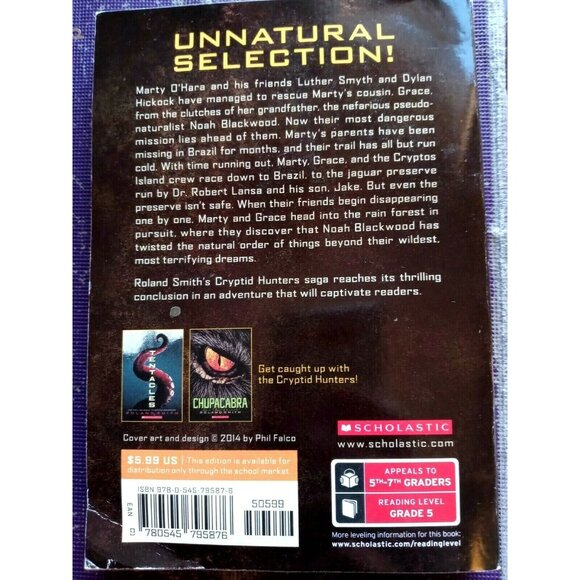 UNNATURAL
SELECTION!
Marty O'Hara and his friends Luther Smyth and Dylan
Hickock have managed to rescue Marty's cousin, Grace,
from the clutches of her grandfather, the nefarious pseudo-
naturalist Noah Blackwood. Now their most dangerous
mission lies ahead of them. Marty's parents have been
missing in Brazil for months, and their trail has all but run
cold. With time running out, Marty, Grace, and the Cryptos
Island crew race down to Brazil, to the jaguar preserve
run by Dr. Robert Lansa and his son, Jake. But even the
preserve isn't safe. When their friends begin disappearing
one by one, Marty and Grace head into the rain forest in
pursuit, where they discover that Noah Blackwood has
twisted the natural order of things beyond their wildest,
most terrifying dreams.
Roland Smith's Cryptid Hunters saga reaches its thrilling
conclusion in an adventure that will captivate readers.
TENTACLES
ROLAND SMITH
CHUPACABRA
ROLAND SMITH
Get caught up with
the Cryptid Hunters!
Cover art and design © 2014 by Phil Falco
SCHOLASTIC
www.scholastic.com
$5.99 US | This edition is available for
distribution only through the school market.
ISBN 978-0-545-79587-6
50599
EAN
9 780545 795876
APPEALS TO
5TH–7TH GRADERS
READING LEVEL
GRADE 5
More leveling information for this book:
www.scholastic.com/readinglevel